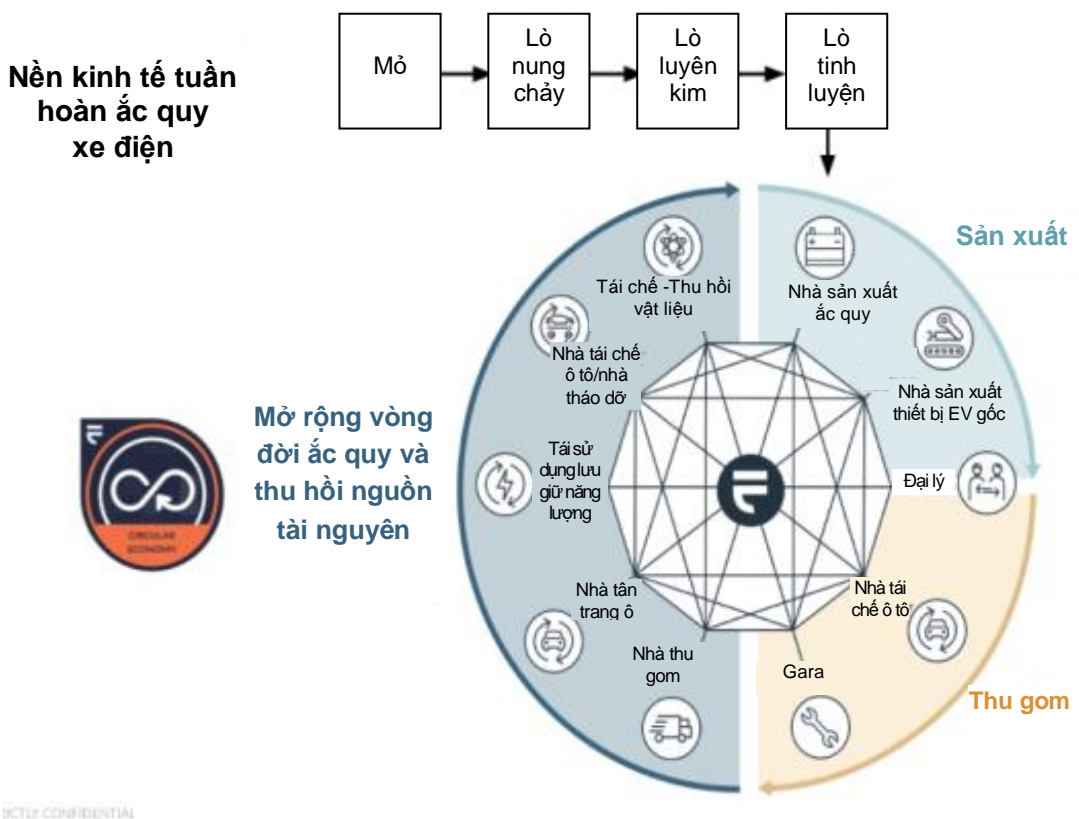 Nền kinh tế tuần
hoàn ắc quy
xe điện
Mỏ
Lò
nung
chảy
Lò
luyên
kim
Lò
tinh
luyện
Sản xuất
Tái chế -Thu hồi
vật liệu
Nhà sản xuất
ắc quy
Nhà tái chế
ô tô/nhà
tháo dỡ
Nhà sản xuất
thiết bị EV gốc
Mở rộng vòng
đời ắc quy và
thu hồi nguồn
tài nguyên
Tái sử
dụng lưu
giữ năng
lượng
Đại lý
CIRCULAR
ECONOMY
Nhà tân
trang ô
Nhà tái
chế ô tô
Nhà thu
gom
Gara
Thu gom
CONFIDENTIAL